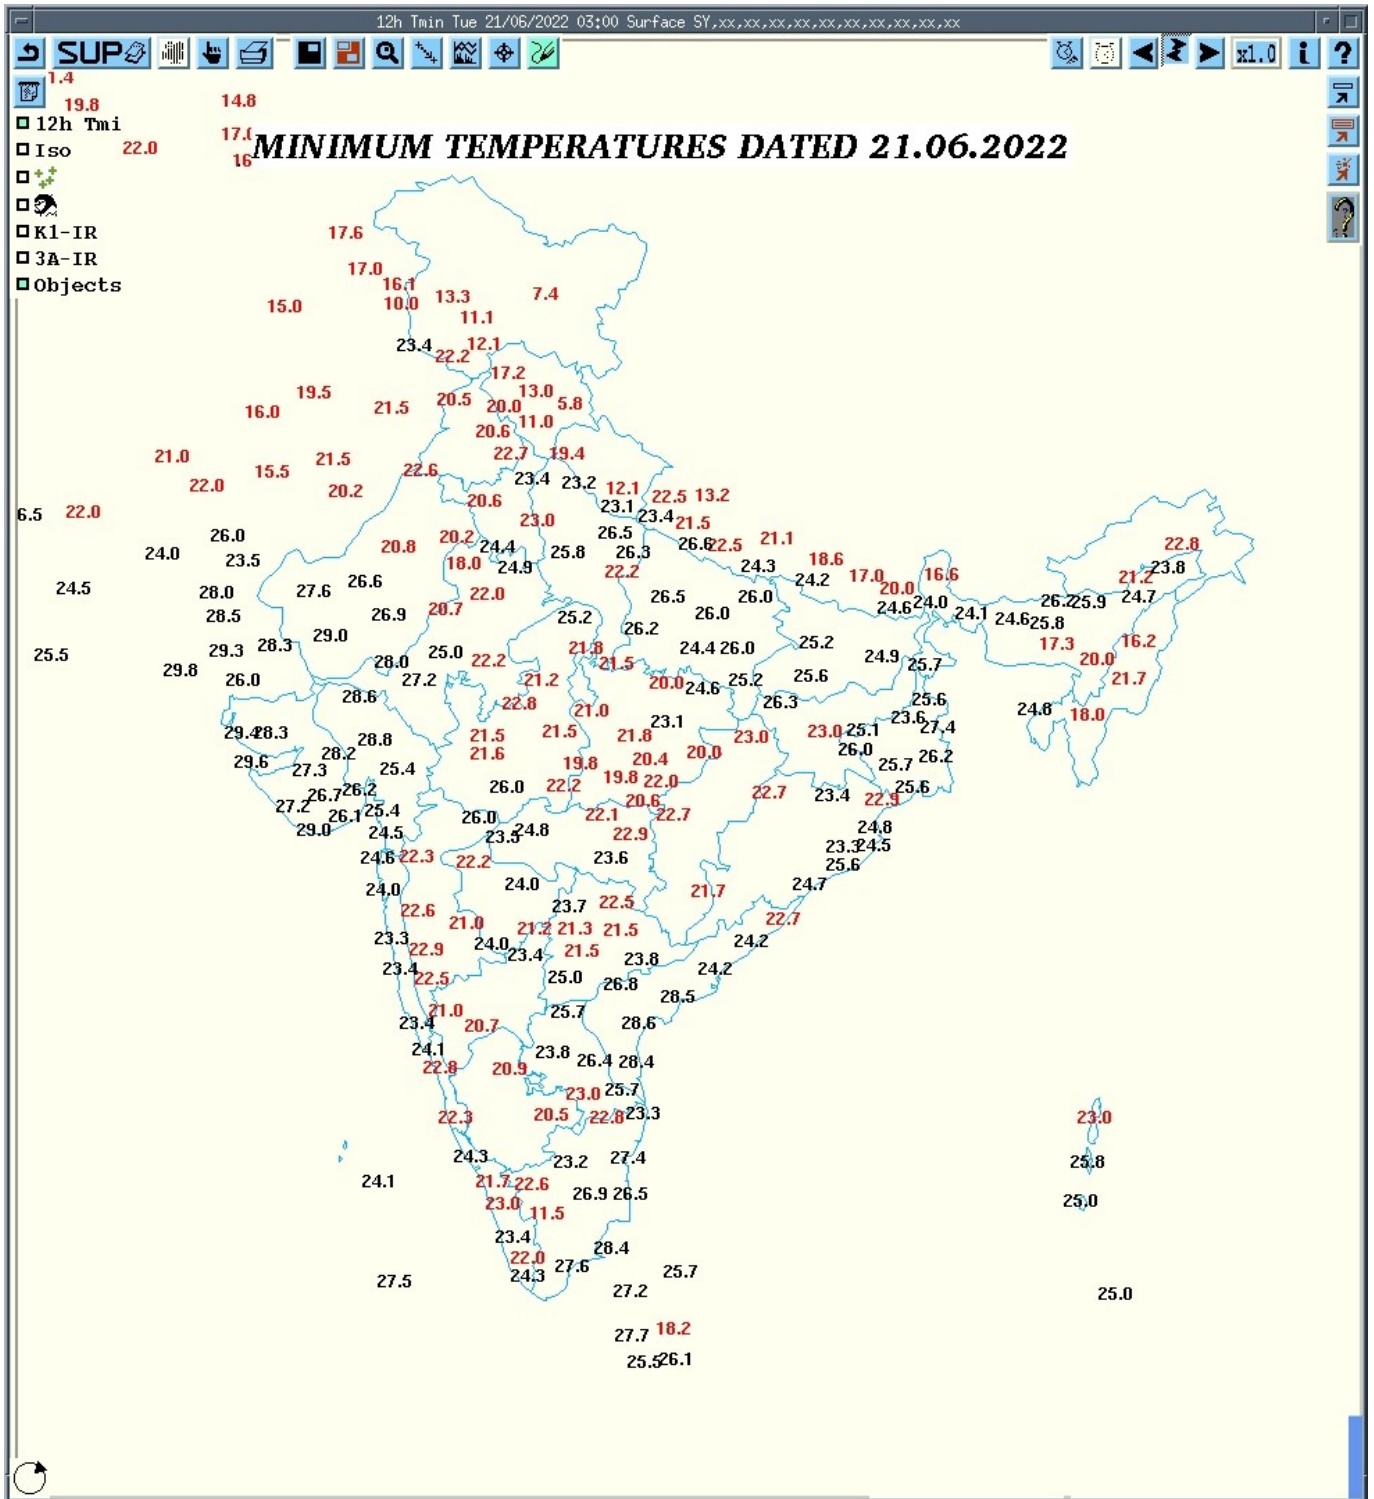 12h Tmin Tue 21/06/2022 03:00 Surface SY,xx,xx,xx,xx,xx,xx,xx,xx,xx,xx
SUP x1.0 i ?
1.4
19.8 14.8
12h Tmi 17.0
MINIMUM TEMPERATURES DATED 21.06.2022
Iso 22.0 16
K1-IR 17.6
3A-IR 17.0
Objects 16.1
15.0 10.0 13.3 11.1 7.4
23.4 22.2 12.1
17.2
19.5 13.0
16.0 21.5 20.5 20.0 5.8
11.0
20.6
21.0 21.5 22.7 19.4
15.5 22.6
22.0 20.2 23.4 23.2 12.1
20.6 22.5 13.2
6.5 22.0 23.1 23.4
23.0 21.5
26.0 20.2 26.5 21.1
24.0 20.8 24.4 25.8 26.3 26.6 22.5 22.8
23.5 18.0 24.9 22.2 24.3 18.6 23.8
24.5 28.0 27.6 26.6 24.2 17.0 20.0 16.6 21.2
22.0 26.5 26.0 24.0 26.2 25.9 24.7
28.5 26.9 20.7 25.2 26.0 24.6 24.1 24.6 25.8
29.0 26.2
25.5 29.3 28.3 25.0 21.8 24.4 26.0 25.2 17.3 16.2
29.8 28.0 22.2 21.5 24.9 25.7 20.0
26.0 27.2 21.2 20.0 24.6 25.2 25.6 21.7
28.6 22.8 26.3 25.6
21.0 23.1 23.6 24.8 18.0
29.4 28.3 28.8 21.5 21.5 21.8 23.0 23.0 25.1 27.4
29.6 28.2 21.6 20.4 20.0 26.0 26.2
27.3 25.4 19.8 19.8 22.0 25.7
26.7 26.2 26.0 22.2 22.7 23.4 25.6
27.2 26.1 25.4 26.0 22.1 20.6 22.7 22.9
29.0 24.5 23.5 24.8 22.9 24.8
24.6 22.3 22.2 23.6 23.3 24.5
24.0 24.0 21.7 24.7 25.6
22.6 23.7 22.5
23.3 21.0 21.2 21.3 21.5 22.7
22.9 24.0 23.4 21.5 24.2
23.4 22.5 25.0 23.8 24.2
26.8 28.5
21.0 25.7
23.4 20.7 28.6
24.1 23.8
22.8 20.9 26.4 28.4
23.0 25.7
22.3 20.5 22.8 23.3 23.0
24.3 23.2 27.4 25.8
24.1 21.7 22.6 26.9 26.5
23.0 11.5 25.0
23.4 28.4
22.0
27.5 24.3 27.6 25.7
27.2 25.0
27.7 18.2
25.5 26.1